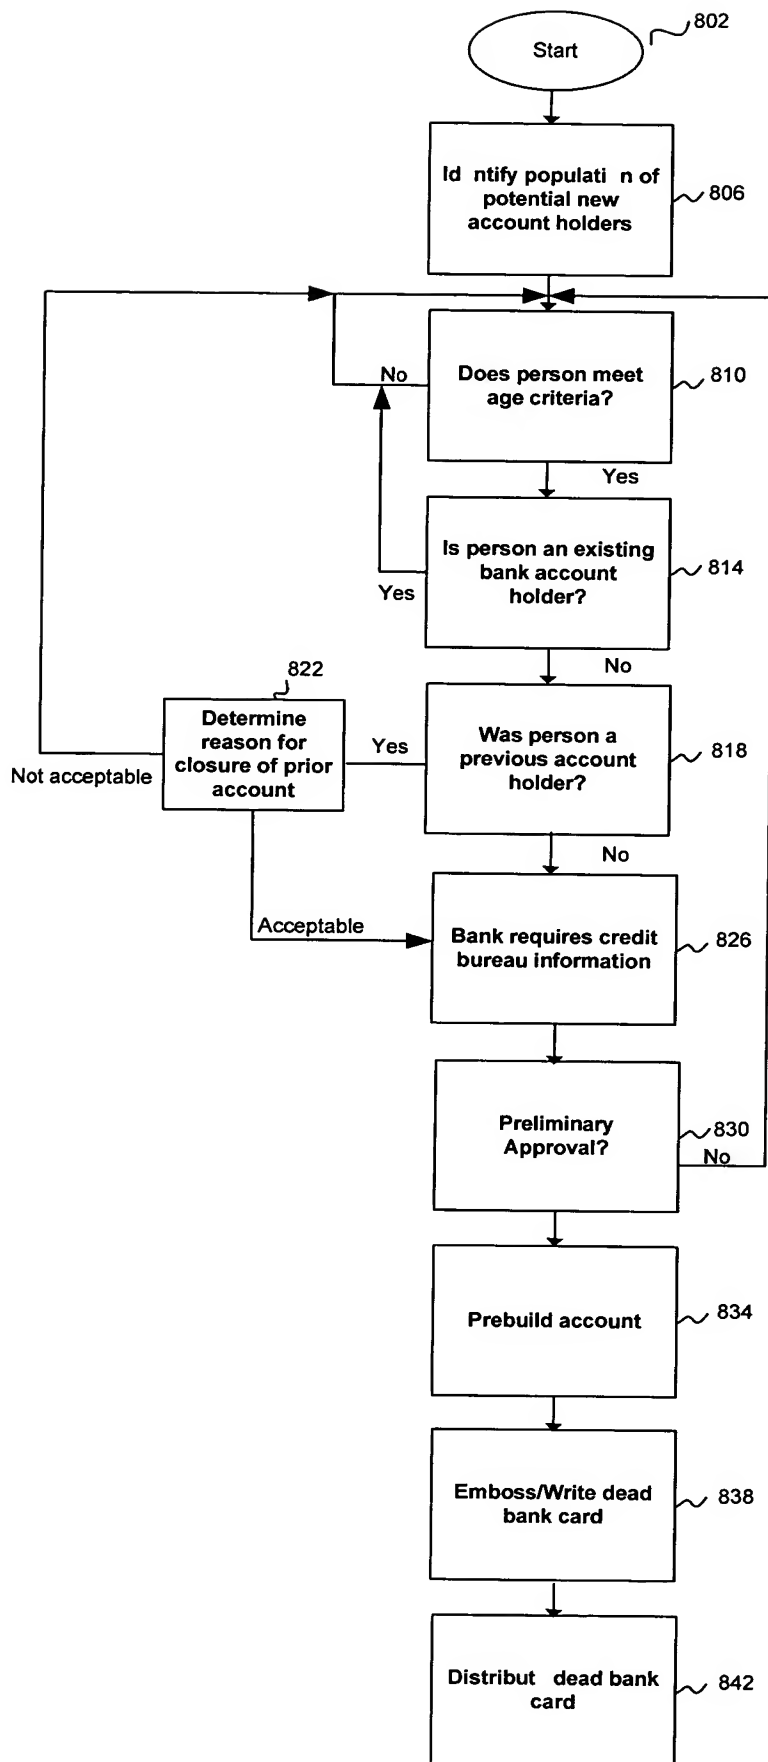 Start
802
Id ntify populati n of
potential new
account holders
806
Does person meet
age criteria?
810
No
Yes
Is person an existing
bank account
holder?
814
Yes
No
822
Determine
reason for
closure of prior
account
Yes
Was person a
previous account
holder?
818
Not acceptable
No
Acceptable
Bank requires credit
bureau information
826
Preliminary
Approval?
830
No
Prebuild account
834
Emboss/Write dead
bank card
838
Distribut dead bank
card
842